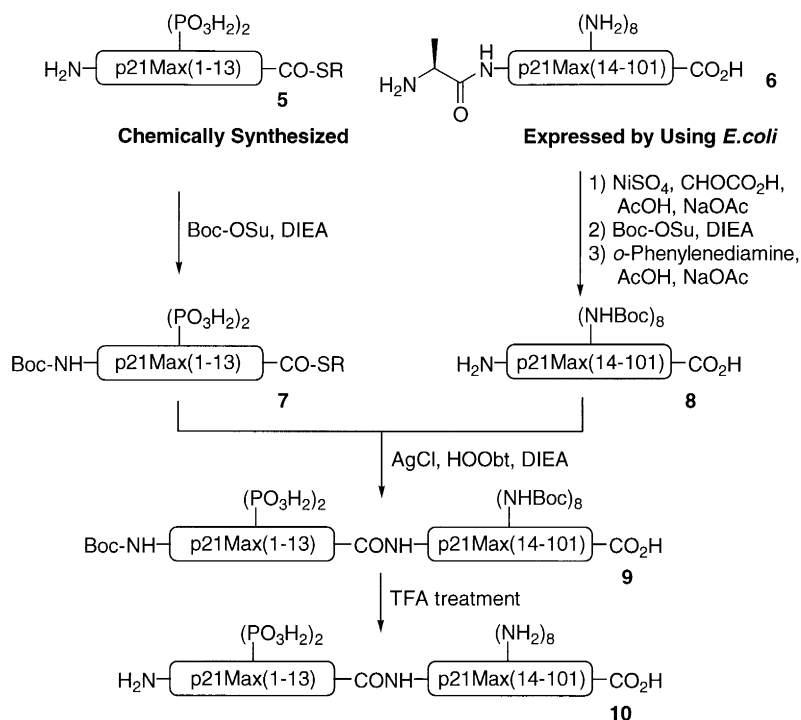 (PO₃H₂)₂
H₂N p21Max(1-13) CO-SR
5
Chemically Synthesized
(NH₂)₈
H₂N O NH p21Max(14-101) CO₂H
6
Expressed by Using E.coli
Boc-OSu, DIEA
1) NiSO₄, CHOCO₂H,
AcOH, NaOAc
2) Boc-OSu, DIEA
3) o-Phenylenediamine,
AcOH, NaOAc
(PO₃H₂)₂
Boc-NH p21Max(1-13) CO-SR
7
(NHBoc)₈
H₂N p21Max(14-101) CO₂H
8
AgCl, HOObt, DIEA
(PO₃H₂)₂ (NHBoc)₈
Boc-NH p21Max(1-13) CONH p21Max(14-101) CO₂H
9
TFA treatment
(PO₃H₂)₂ (NH₂)₈
H₂N p21Max(1-13) CONH p21Max(14-101) CO₂H
10